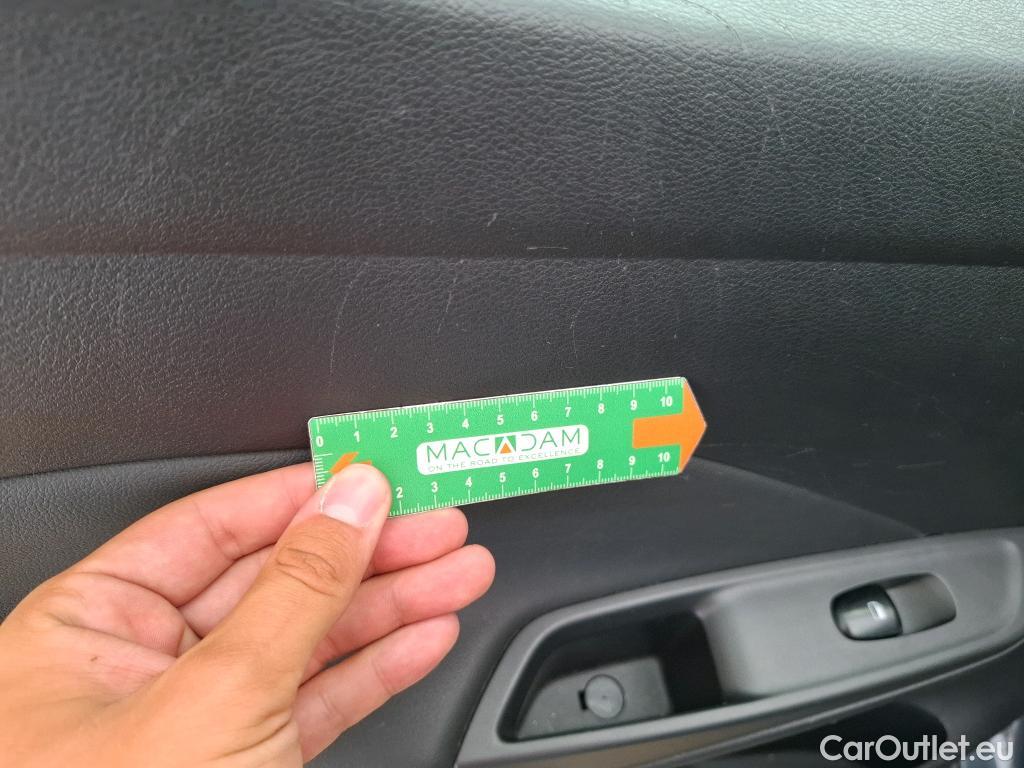 0 1 2 3 4 5 6 7 8 9 10
MACADAM
ON THE ROAD TO EXCELLENCE
2 3 4 5 6 7 8 9 10
CarOutlet.eu